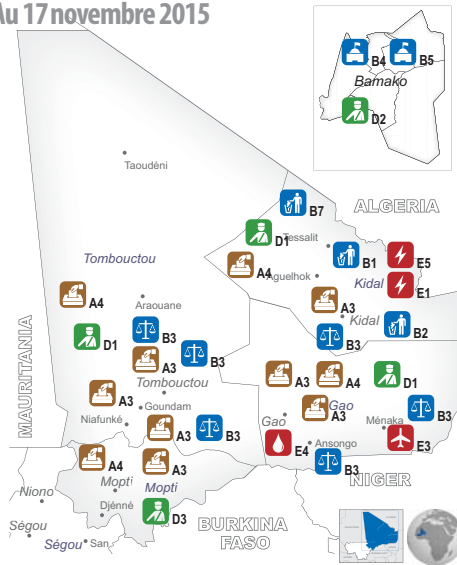 Au 17 novembre 2015
B4
B5
Bamako
D2
Taoudéni
ALGERIA
B7
D1
Tessalit
Tombouctou
A4
Aguelhok
B1
E5
Kidal
E1
A4
Araouane
A3
Kidal
B2
D1
B3
B3
A3
B3
MAURITANIA
Tombouctou
A3
A4
D1
A3
Goundam
A3
Gao
B3
Niafunké
A3
B3
Gao
Ménaka
E4
Ansongo
E3
A4
A3
B3
Mopti
Mopti
NIGER
Niono
Djénné
D3
BURKINA
FASO
Ségou
Ségou
San